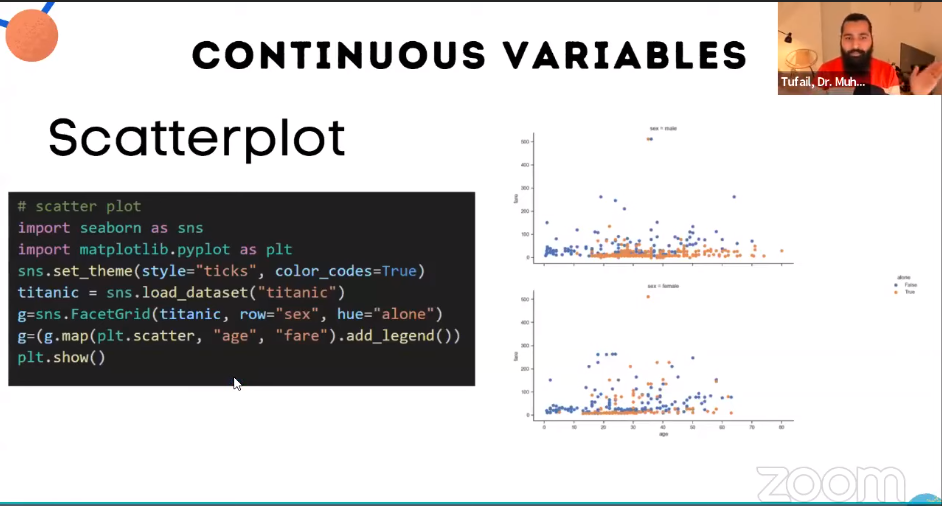 CONTINUOUS VARIABLES
Tufail, Dr. Muh...
Scatterplot
# scatter plot
import seaborn as sns
import matplotlib.pyplot as plt
sns.set_theme(style="ticks", color_codes=True)
titanic = sns.load_dataset("titanic")
g=sns.FacetGrid(titanic, row="sex", hue="alone")
g=(g.map(plt.scatter, "age", "fare").add_legend())
plt.show()
sex = male
500
400
300
200
100
0
fare
sex = female
500
400
300
200
100
0
fare
0 10 20 30 40 50 60 70 80
age
alone
False
True
zoom